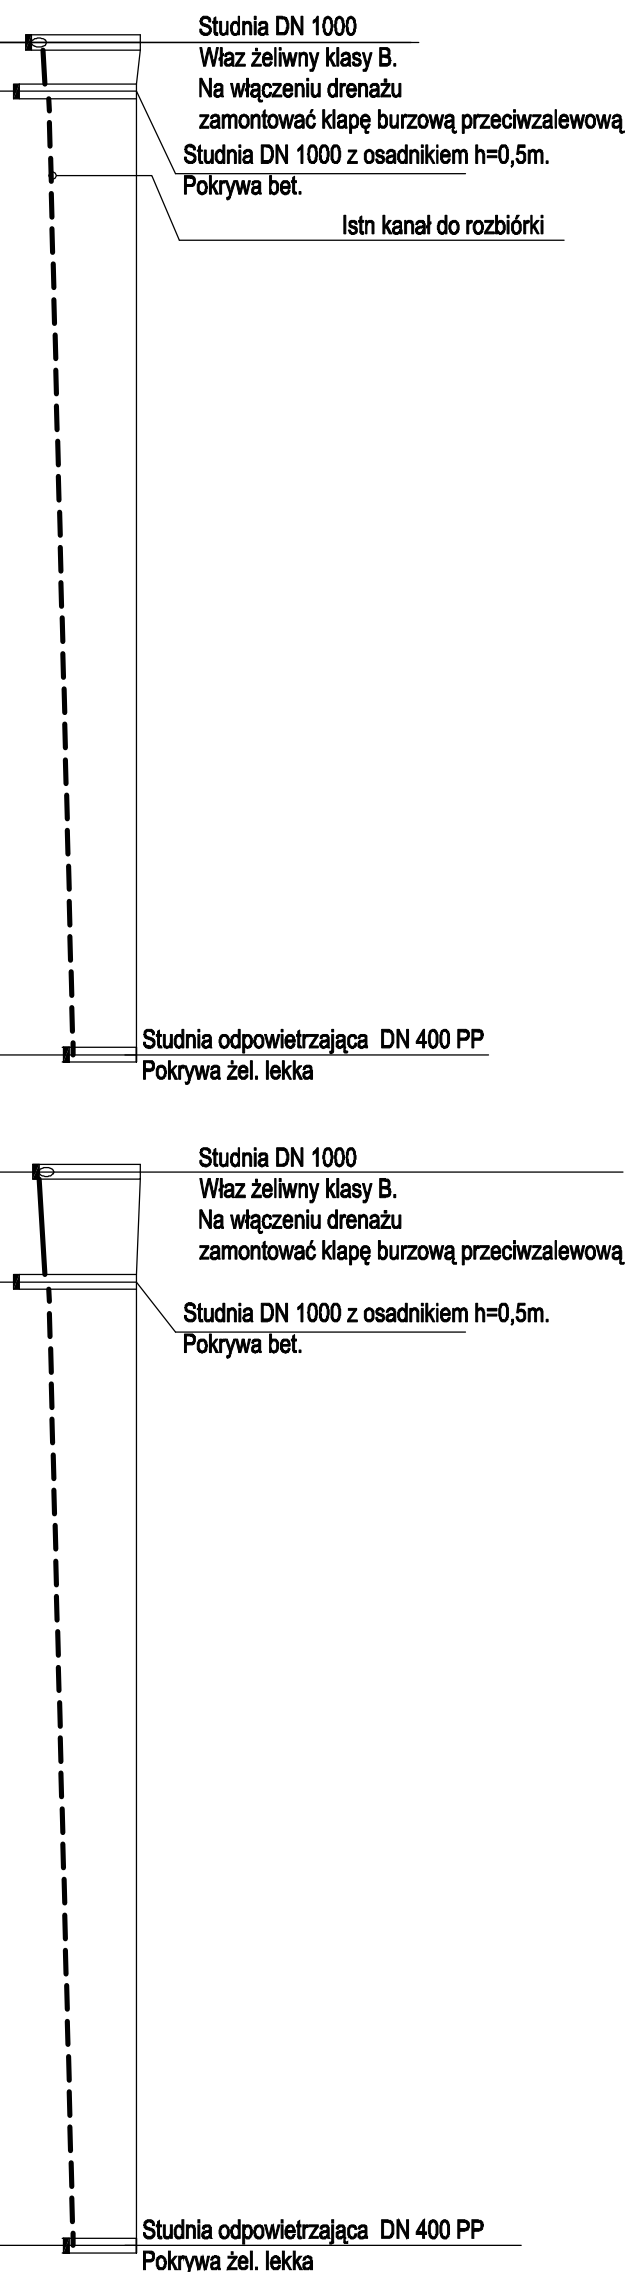 Studnia DN 1000
Właz żeliwny klasy B.
Na włączeniu drenażu
zamontować klapę burzową przeciwzalewową
Studnia DN 1000 z osadnikiem h=0,5m.
Pokrywa bet.
Istn kanał do rozbiórki
Studnia odpowietrzająca DN 400 PP
Pokrywa żel. lekka
Studnia DN 1000
Właz żeliwny klasy B.
Na włączeniu drenażu
zamontować klapę burzową przeciwzalewową
Studnia DN 1000 z osadnikiem h=0,5m.
Pokrywa bet.
Studnia odpowietrzająca DN 400 PP
Pokrywa żel. lekka